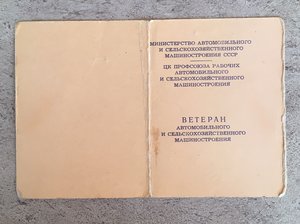 МИНИСТЕРСТВО АВТОМОБИЛЬНОГО
И СЕЛЬСКОХОЗЯЙСТВЕННОГО
МАШИНОСТРОЕНИЯ СССР
ЦК ПРОФСОЮЗА РАБОЧИХ
АВТОМОБИЛЬНОГО
И СЕЛЬСКОХОЗЯЙСТВЕННОГО
МАШИНОСТРОЕНИЯ
ВЕТЕРАН
АВТОМОБИЛЬНОГО
И СЕЛЬСКОХОЗЯЙСТВЕННОГО
МАШИНОСТРОЕНИЯ